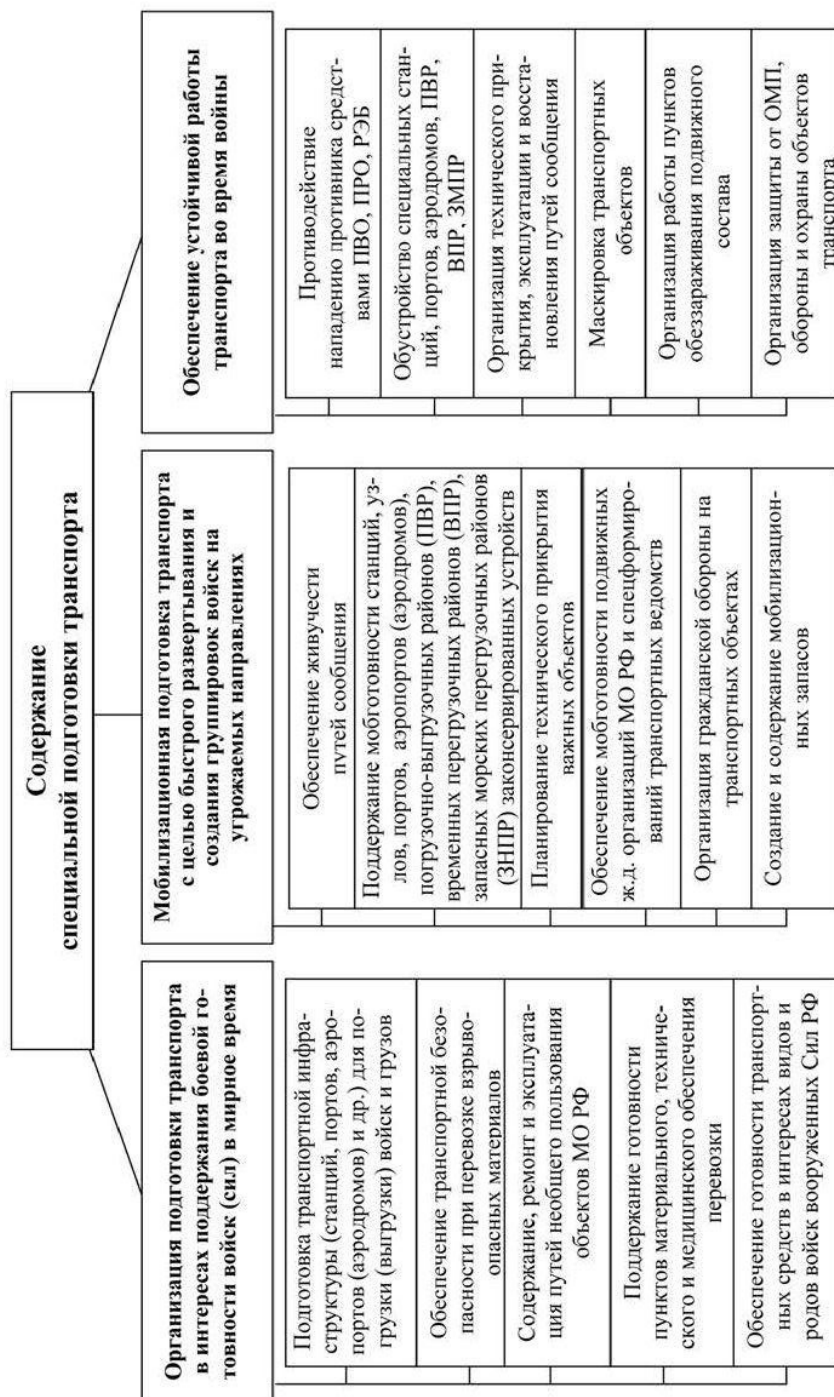 Содержание
специальной подготовки транспорта
Организация подготовки транспорта
в интересах поддержания боевой го-
товности войск (сил) в мирное время
Подготовка транспортной инфра-
структуры (станций, портов, аэро-
портов (аэродромов) и др.) для по-
грузки (выгрузки) войск и грузов
Обеспечение транспортной безо-
пасности при перевозке взрыво-
опасных материалов
Содержание, ремонт и эксплуата-
ция путей необщего пользования
объектов МО РФ
Поддержание готовности
пунктов материального, техниче-
ского и медицинского обеспечения
перевозки
Обеспечение готовности транспорт-
ных средств в интересах видов и
родов войск вооруженных Сил РФ
Мобилизационная подготовка транспорта
с целью быстрого развертывания и
создания группировок войск на
угрожаемых направлениях
Обеспечение живучести
путей сообщения
Поддержание мобготовности станций, уз-
лов, портов, аэропортов (аэродромов),
погрузочно-выгрузочных районов (ПВР),
временных перегрузочных районов (ВПР),
запасных морских перегрузочных районов
(ЗНПР) законсервированных устройств
Планирование технического прикрытия
важных объектов
Обеспечение мобготовности подвижных
ж.д. организаций МО РФ и спецформиро-
ваний транспортных ведомств
Организация гражданской обороны на
транспортных объектах
Создание и содержание мобилизацион-
ных запасов
Обеспечение устойчивой работы
транспорта во время войны
Противодействие
нападению противника средст-
вами ПВО, ПРО, РЭБ
Обустройство специальных стан-
ций, портов, аэродромов, ПВР,
ВПР, ЗМПР
Организация технического при-
крытия, эксплуатации и восста-
новления путей сообщения
Маскировка транспортных
объектов
Организация работы пунктов
обеззараживания подвижного
состава
Организация защиты от ОМП,
обороны и охраны объектов
транспорта